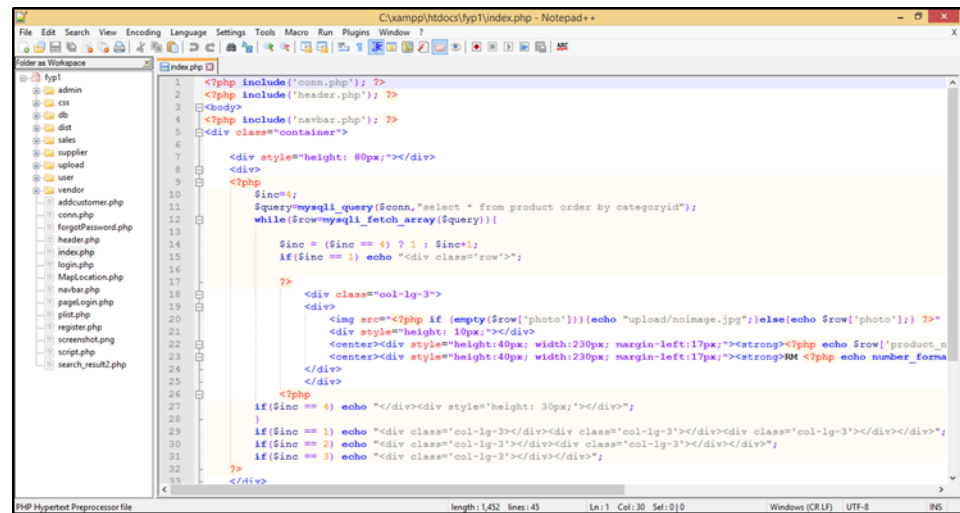 C:\xampp\htdocs\fyp1\index.php - Notepad++
File Edit Search View Encoding Language Settings Tools Macro Run Plugins Window ? X
Folder as Workspace
fyp1
admin
css
db
dist
sales
supplier
upload
user
vendor
addcustomer.php
conn.php
forgotPassword.php
header.php
index.php
login.php
MapLocation.php
navbar.php
pageLogin.php
plist.php
register.php
screenshot.png
script.php
search_result2.php
index.php
1 <?php include('conn.php'); ?>
2 <?php include('header.php'); ?>
3 <body>
4 <?php include('navbar.php'); ?>
5 <div class="container">
6
7 <div style="height: 80px;"></div>
8 <div>
9 <?php
10 $inc=4;
11 $query=mysqli_query($conn,"select * from product order by categoryid");
12 while($row=mysqli_fetch_array($query)){
13
14 $inc = ($inc == 4) ? 1 : $inc+1;
15 if($inc == 1) echo "<div class='row'>";
16
17 ?>
18 <div class="col-lg-3">
19 <div>
20 <img src="<?php if (empty($row['photo'])){echo "upload/noimage.jpg";}else{echo $row['photo'];} ?>"
21 <div style="height: 10px;"></div>
22 <center><div style="height:40px; width:230px; margin-left:17px;"><strong><?php echo $row['product_n
23 <center><div style="height:40px; width:230px; margin-left:17px;"><strong>RM <?php echo number_forma
24 </div>
25 </div>
26 <?php
27 if($inc == 4) echo "</div><div style='height: 30px;'></div>";
28 }
29 if($inc == 1) echo "<div class='col-lg-3></div><div class='col-lg-3'></div><div class='col-lg-3'></div></div>";
30 if($inc == 2) echo "<div class='col-lg-3'></div><div class='col-lg-3'></div></div>";
31 if($inc == 3) echo "<div class='col-lg-3'></div></div>";
32 ?>
33 </div>
PHP Hypertext Preprocessor file length : 1,452 lines : 45 Ln : 1 Col : 30 Sel : 0 | 0 Windows (CR LF) UTF-8 INS